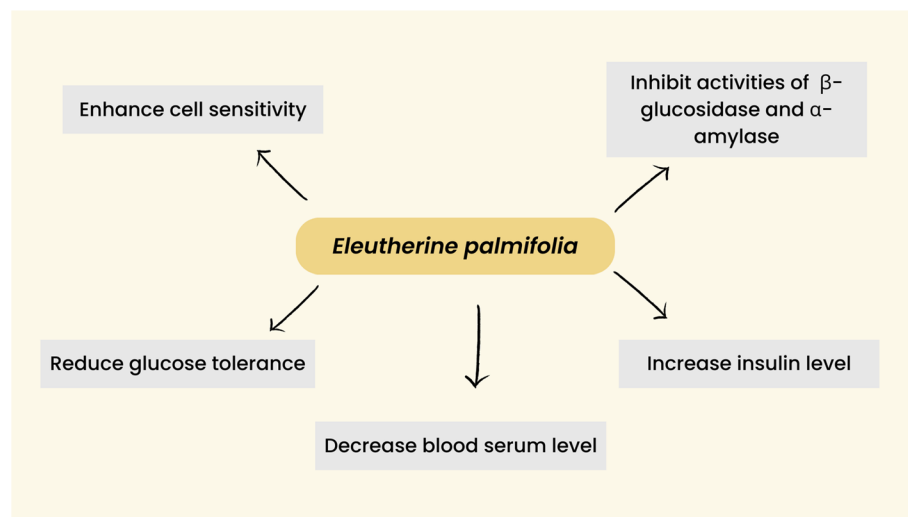 Enhance cell sensitivity
Inhibit activities of β-
glucosidase and α-
amylase
Eleutherine palmifolia
Reduce glucose tolerance
Increase insulin level
Decrease blood serum level